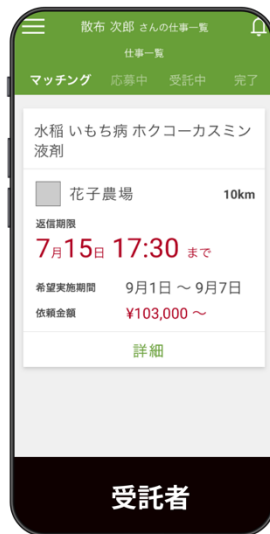 散布 次郎 さんの仕事一覧
仕事一覧
マッチング 応募中 受託中 完了
水稲 いもち病 ホクコーカスミン
液剤
花子農場 10km
返信期限
7月15日 17:30 まで
希望実施期間 9月1日 ～ 9月7日
依頼金額 ¥103,000 ～
詳細
受託者